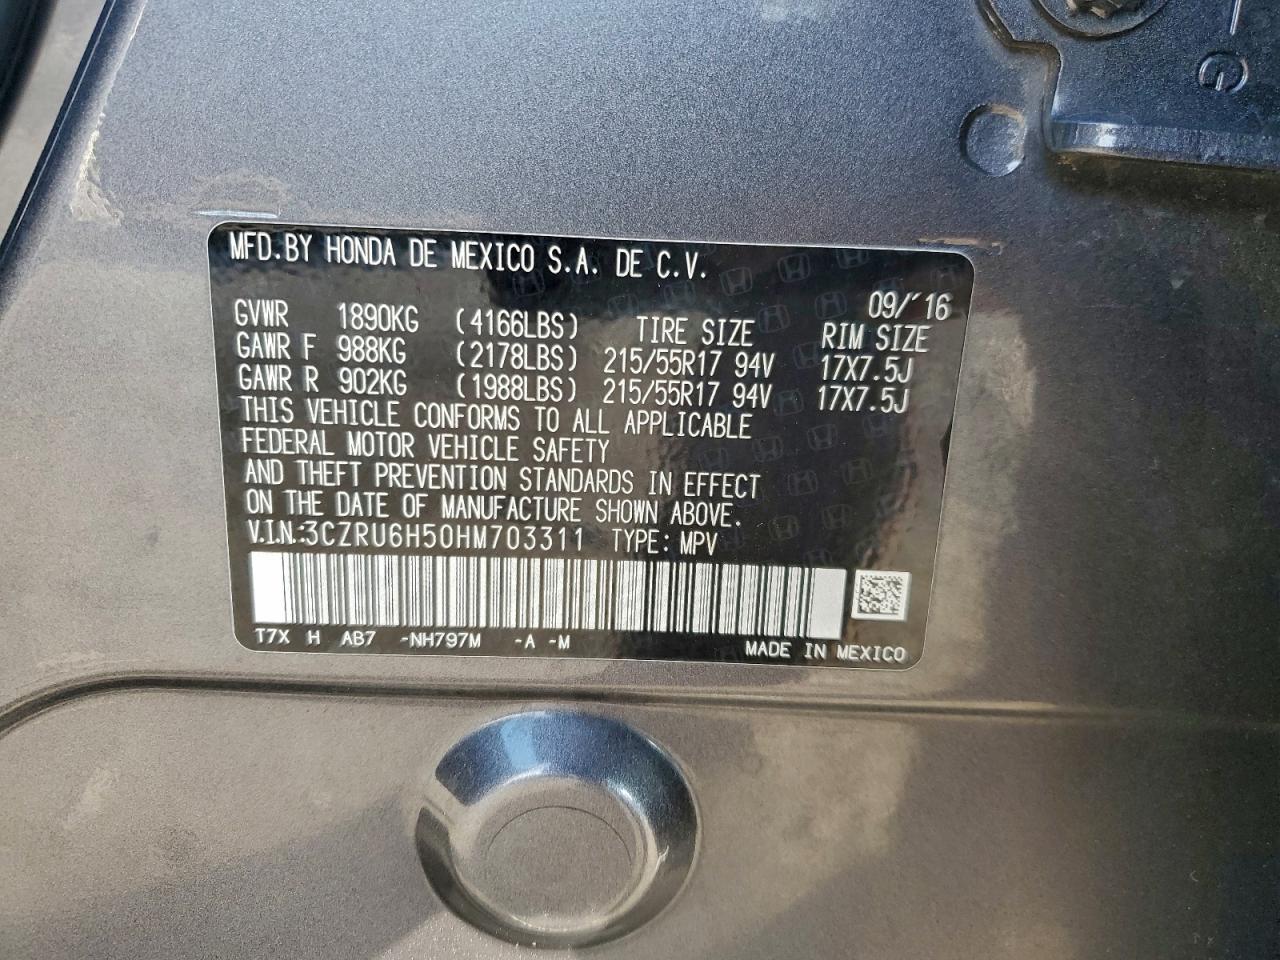 G
MFD.BY HONDA DE MEXICO S.A. DE C.V.
09/´16
GVWR 1890KG (4166LBS) TIRE SIZE RIM SIZE
GAWR F 988KG (2178LBS) 215/55R17 94V 17X7.5J
GAWR R 902KG (1988LBS) 215/55R17 94V 17X7.5J
THIS VEHICLE CONFORMS TO ALL APPLICABLE
FEDERAL MOTOR VEHICLE SAFETY
AND THEFT PREVENTION STANDARDS IN EFFECT
ON THE DATE OF MANUFACTURE SHOWN ABOVE.
V.I.N.:3CZRU6H50HM703311 TYPE: MPV
T7X H AB7 -NH797M -A -M MADE IN MEXICO